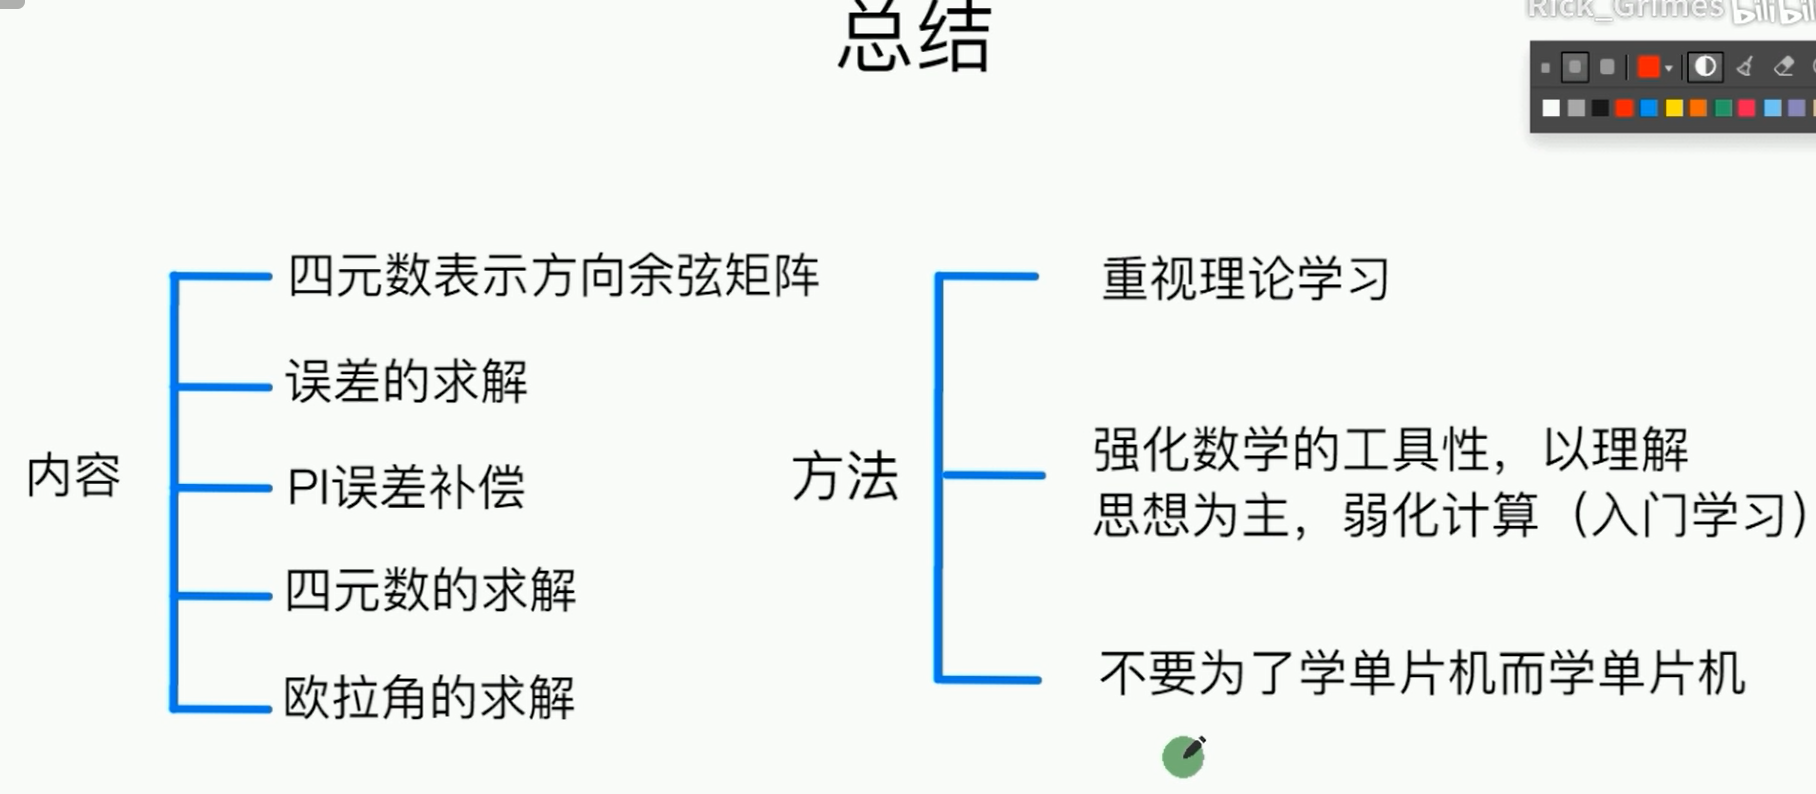 总结
Rick_Grimes
内容
四元数表示方向余弦矩阵
误差的求解
PI误差补偿
四元数的求解
欧拉角的求解
方法
重视理论学习
强化数学的工具性，以理解
思想为主，弱化计算（入门学习）
不要为了学单片机而学单片机